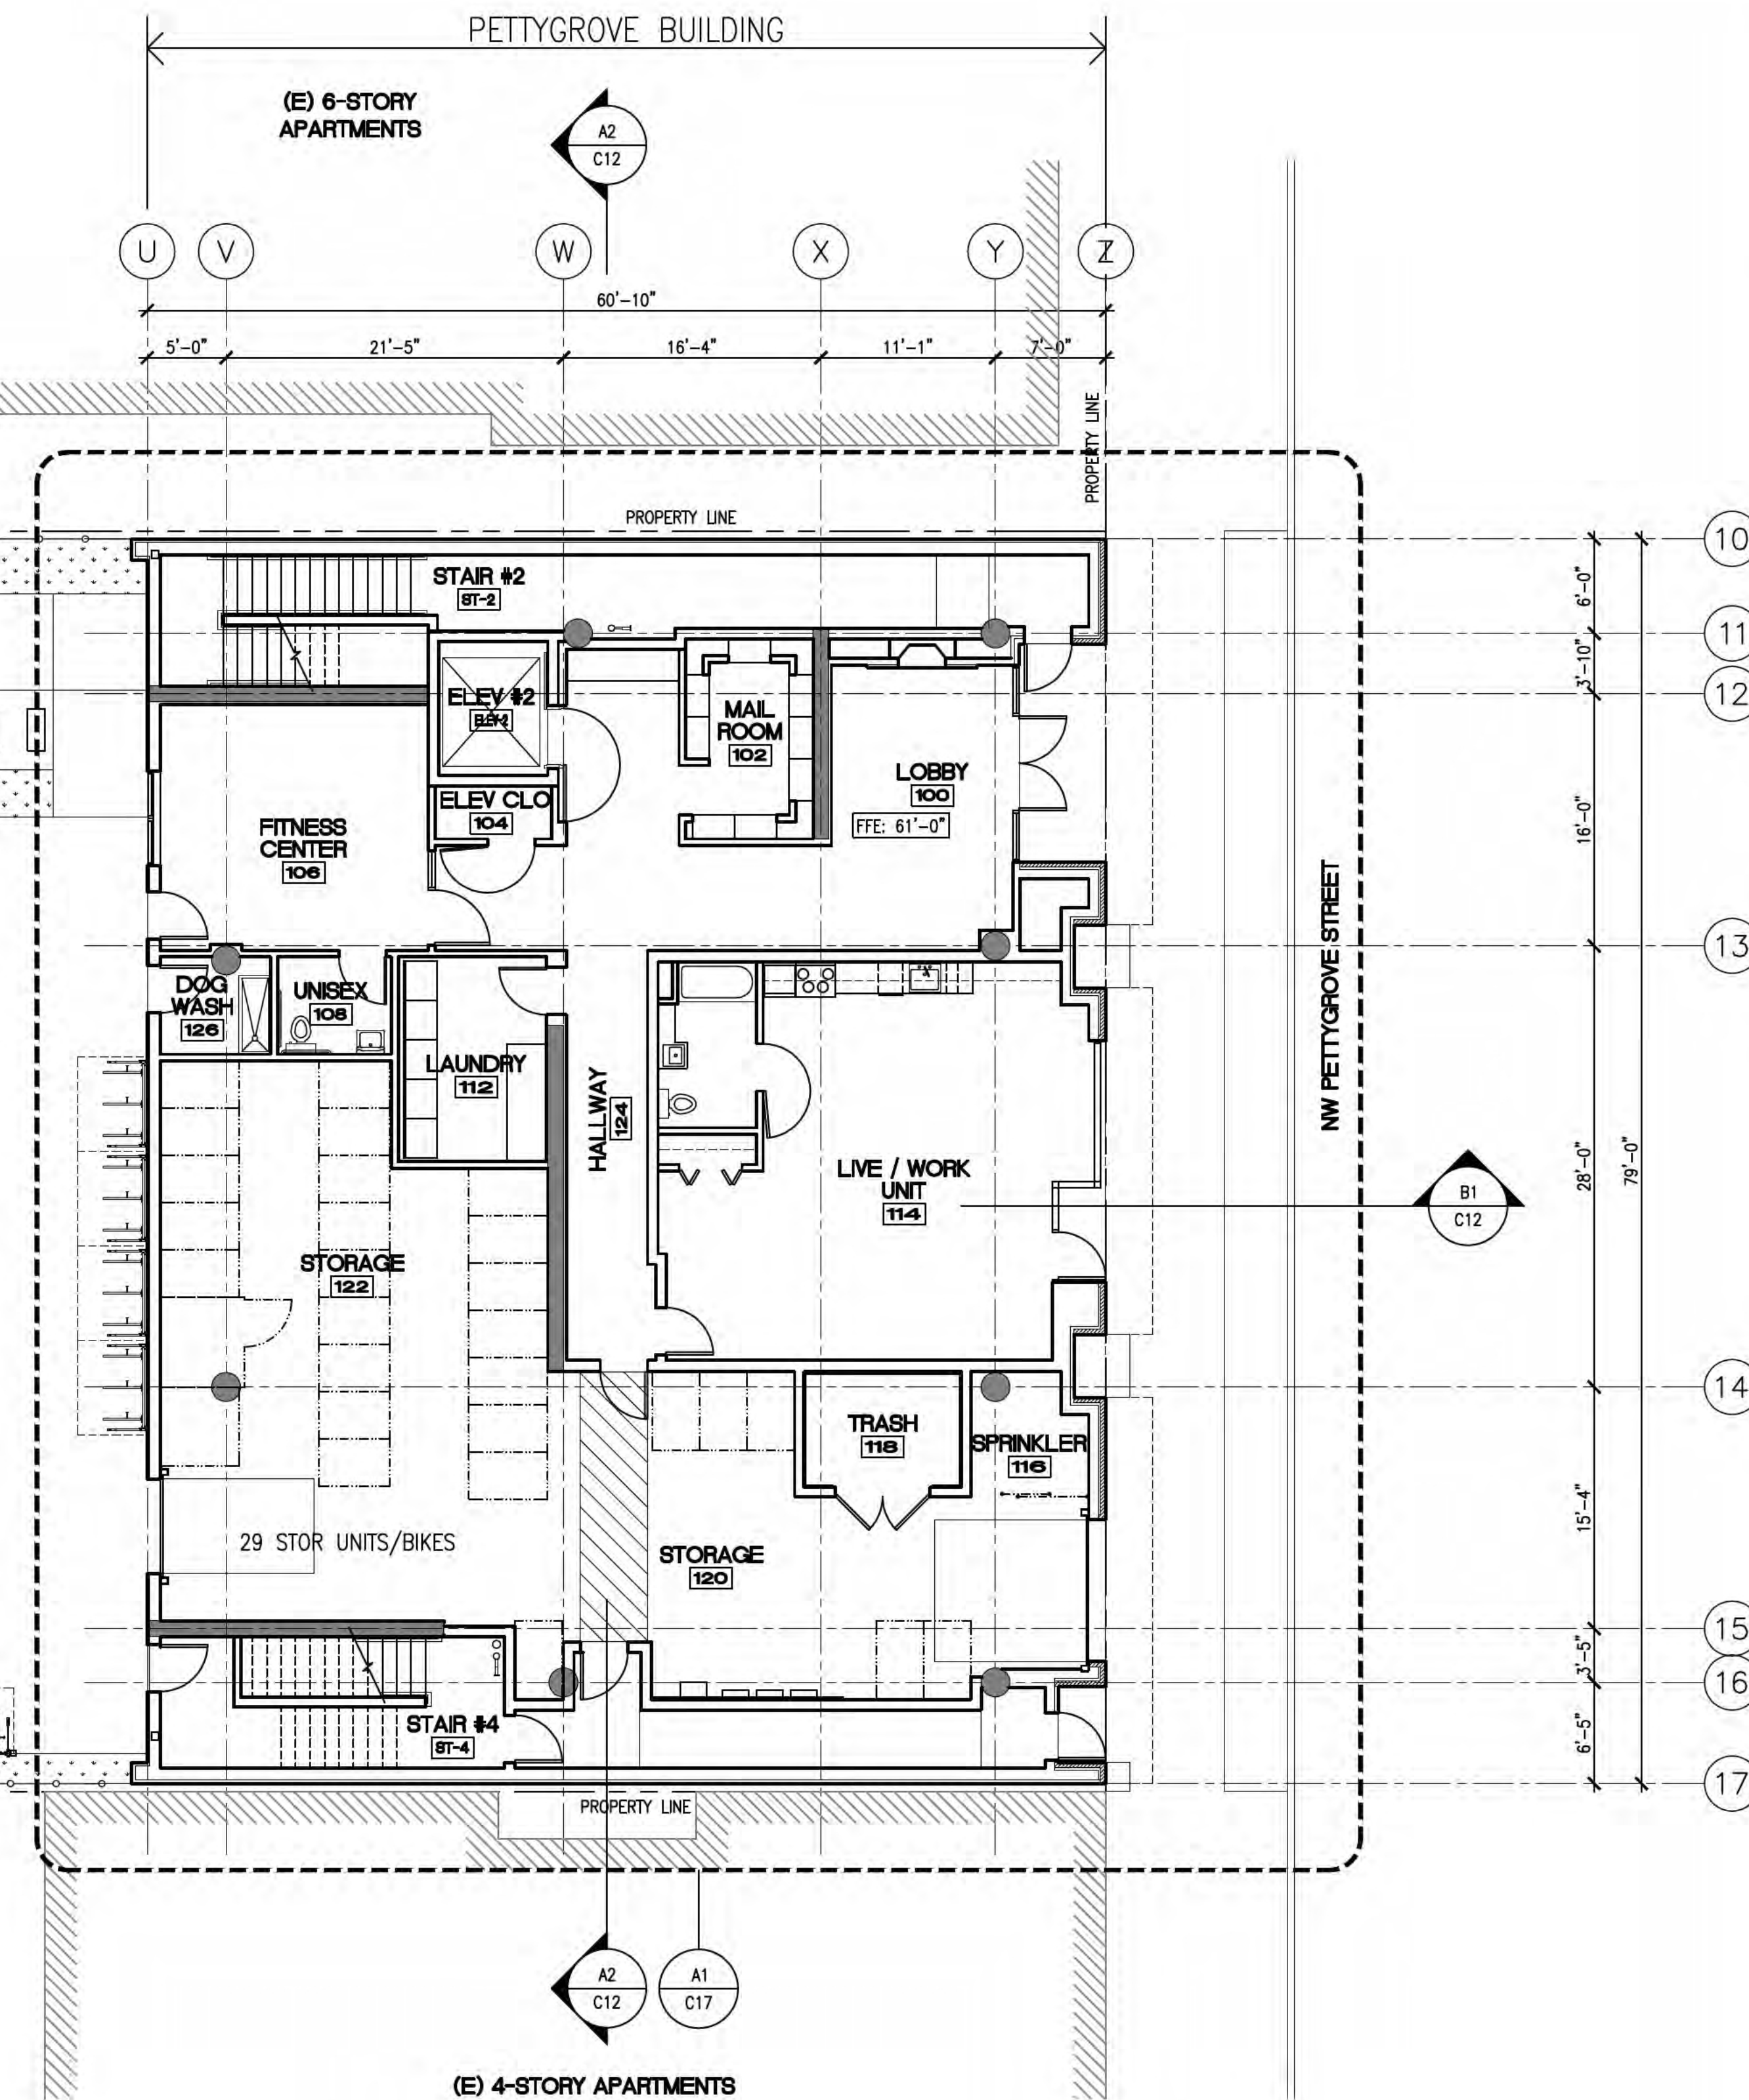 PETTYGROVE BUILDING
(E) 6-STORY
APARTMENTS
A2
C12
U
V
W
X
Y
Z
60'-10"
5'-0"
21'-5"
16'-4"
11'-1"
7'-0"
PROPERTY LINE
PROPERTY LINE
10
6'-0"
STAIR #2
ST-2
11
3'-10"
12
ELEV #2
ELEV-2
MAIL
ROOM
102
LOBBY
100
FFE: 61'-0"
ELEV CLO
104
16'-0"
FITNESS
CENTER
106
NW PETTYGROVE STREET
13
DOG
WASH
126
UNISEX
108
LAUNDRY
112
HALLWAY
124
LIVE / WORK
UNIT
114
28'-0"
79'-0"
B1
C12
STORAGE
122
14
TRASH
118
SPRINKLER
116
15'-4"
29 STOR UNITS/BIKES
STORAGE
120
15
3'-5"
16
STAIR #4
ST-4
6'-5"
17
PROPERTY LINE
A2
C12
A1
C17
(E) 4-STORY APARTMENTS